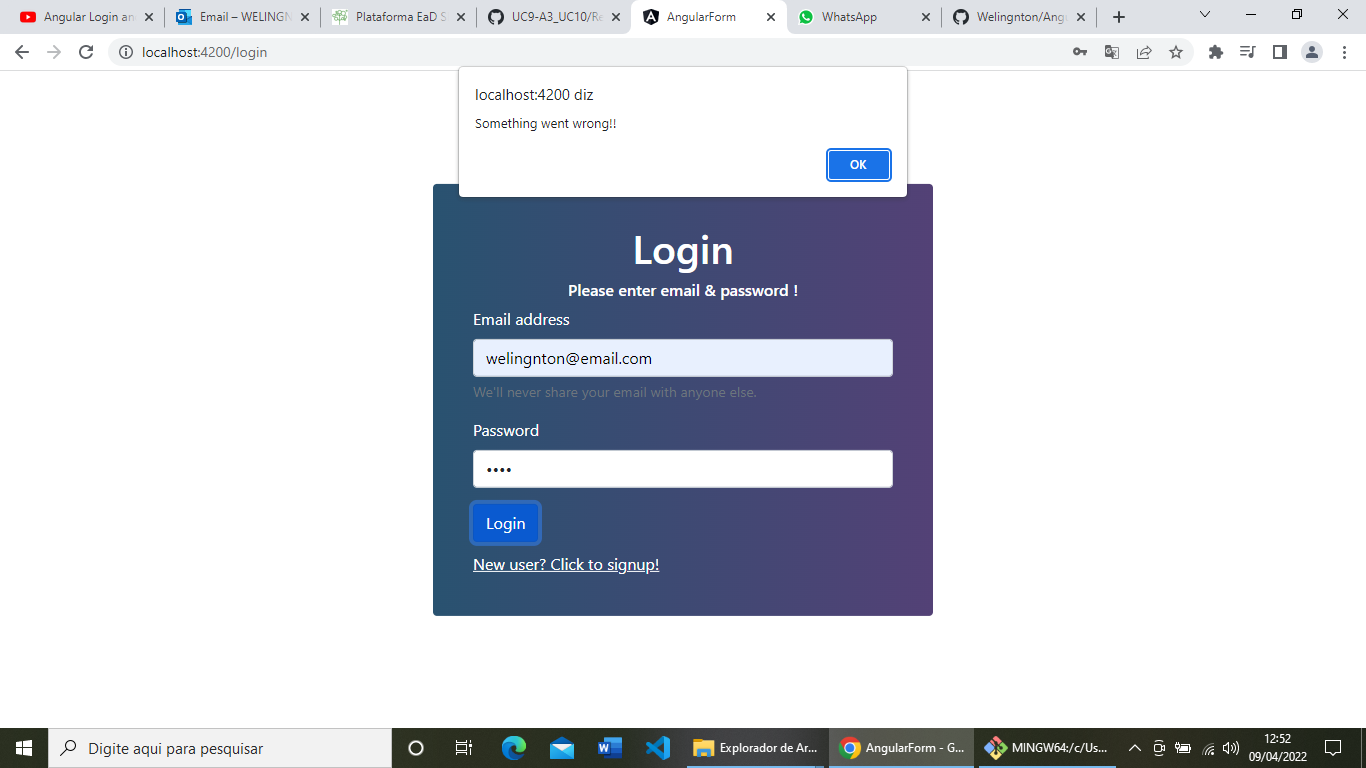 Angular Login an
Email – WELINGN
Plataforma EaD S
UC9-A3_UC10/Re
AngularForm
WhatsApp
Welingnton/Angu
localhost:4200/login
localhost:4200 diz
Something went wrong!!
OK
Login
Please enter email & password !
Email address
welingnton@email.com
We'll never share your email with anyone else.
Password
••••
Login
New user? Click to signup!
Digite aqui para pesquisar
Explorador de Ar...
AngularForm - G...
MINGW64:/c/Us...
12:52
09/04/2022